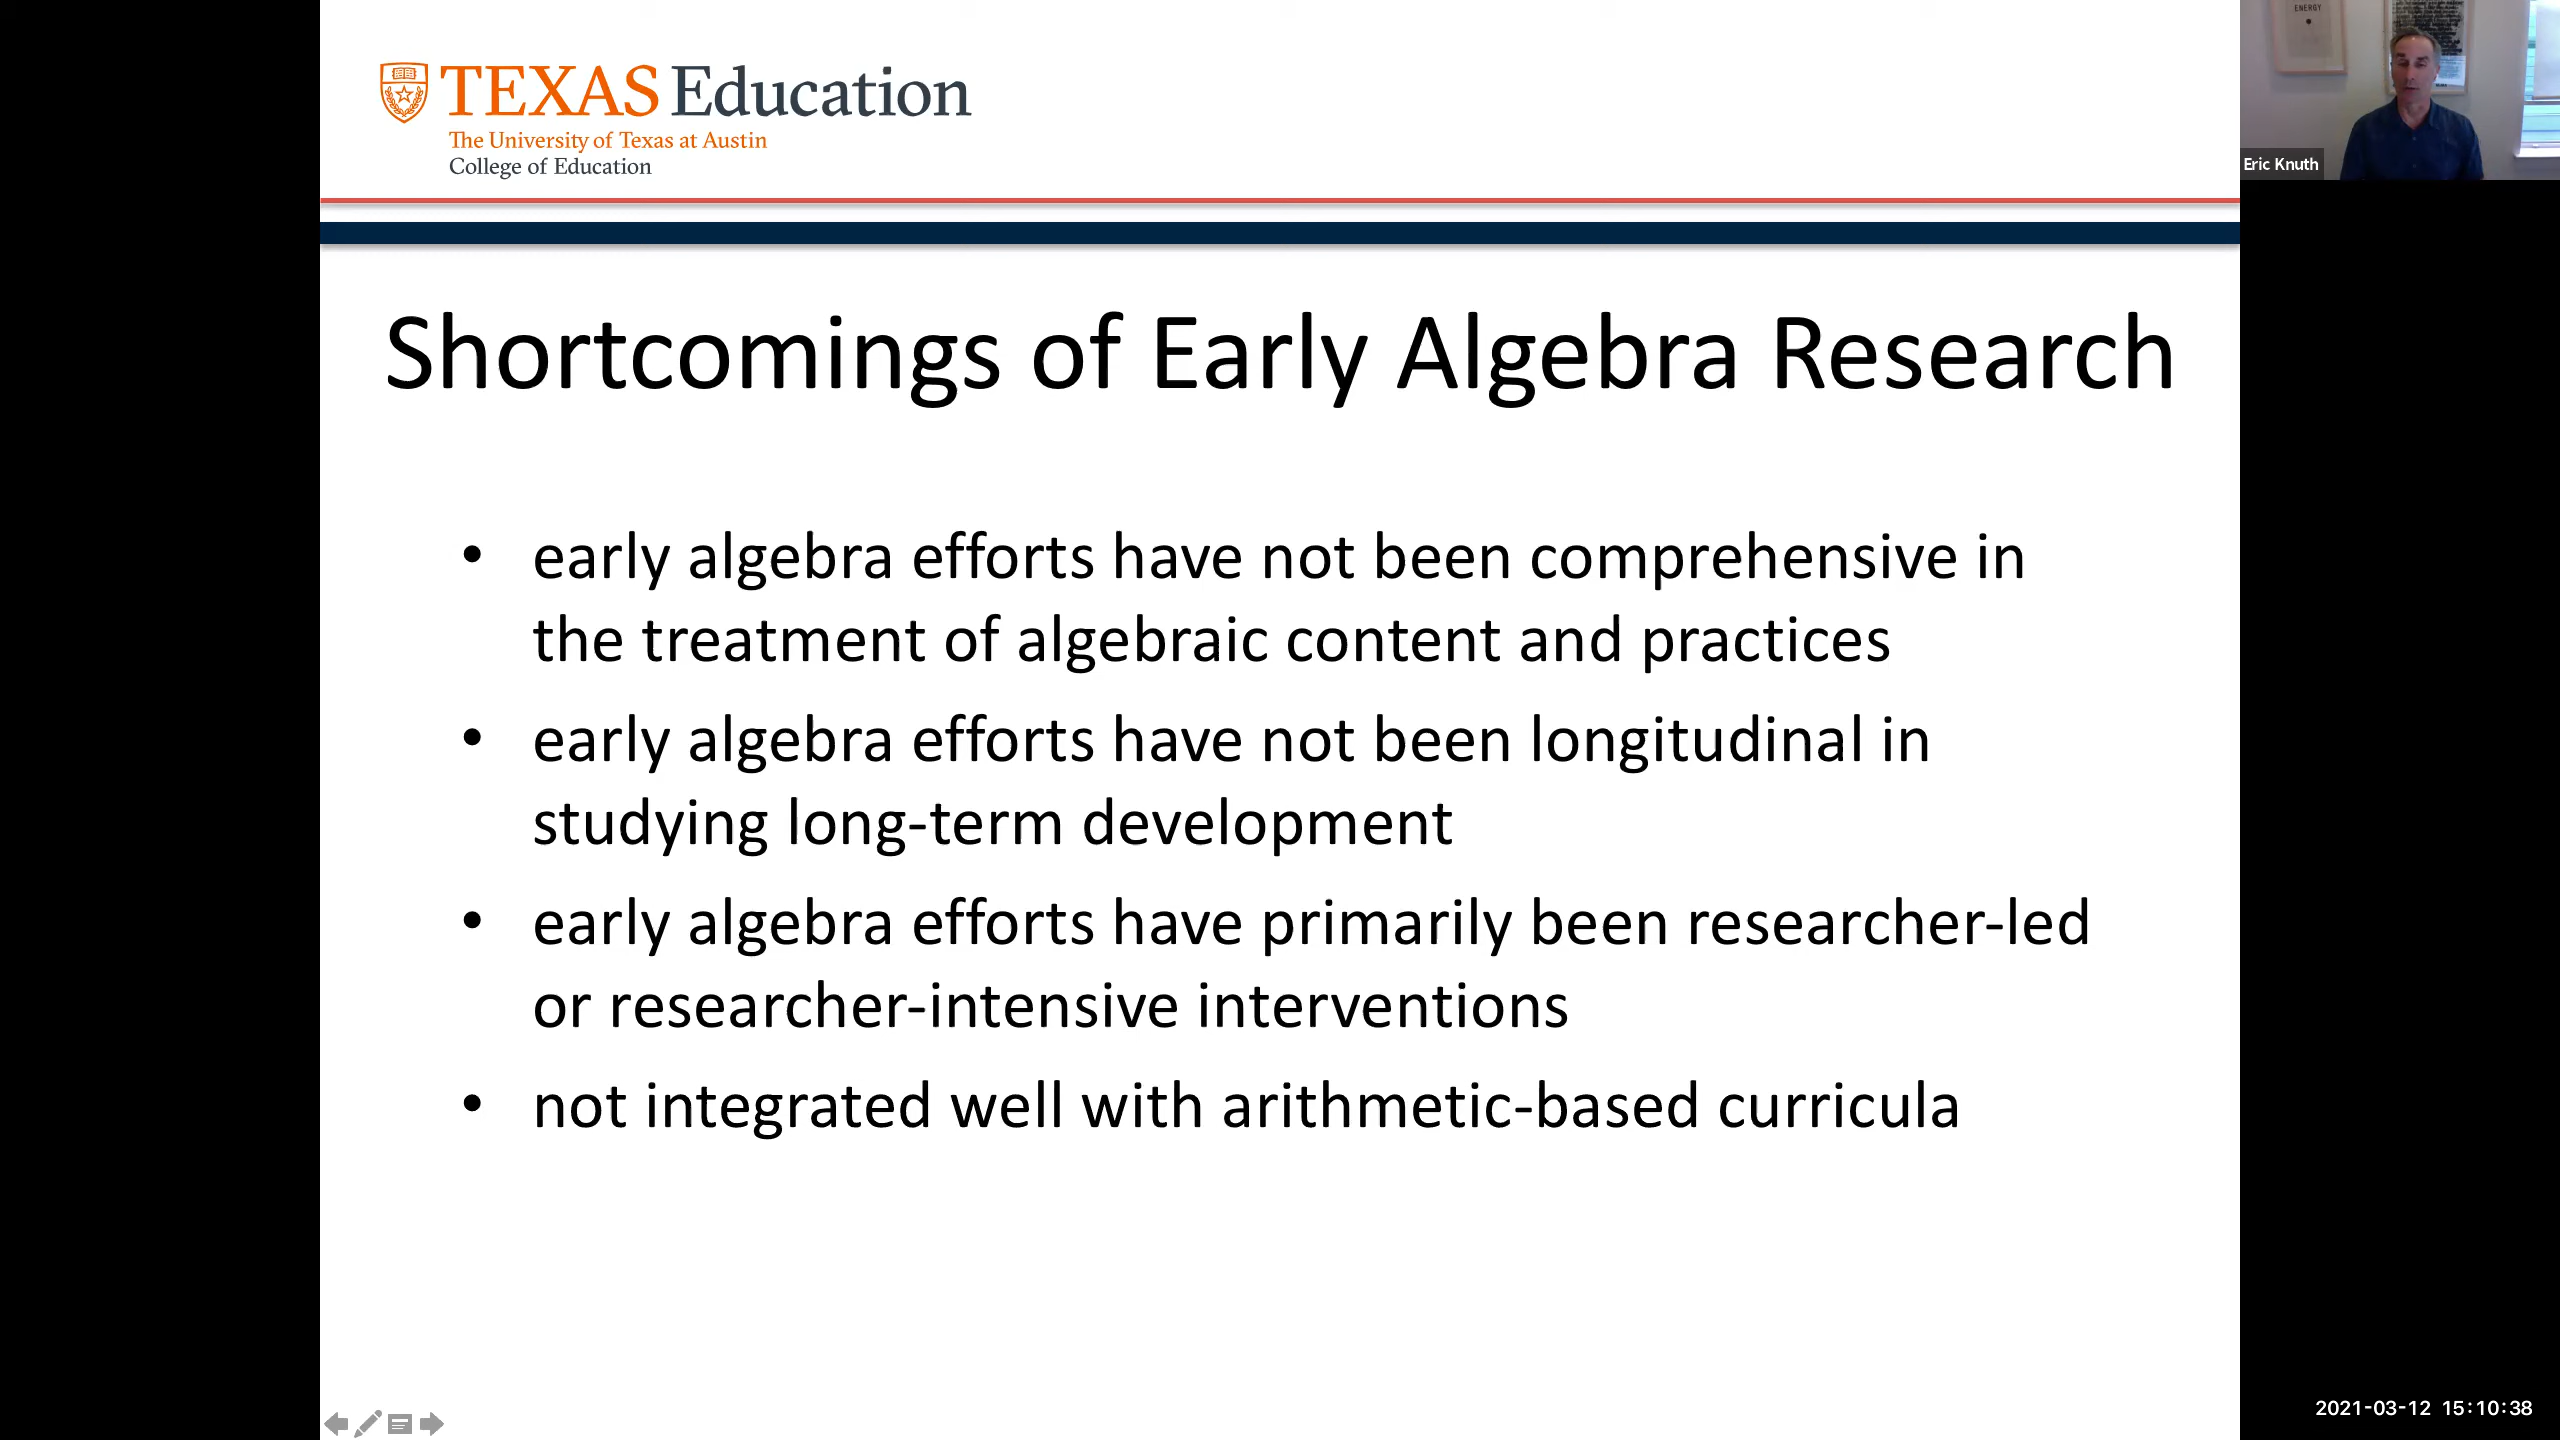 TEXAS Education
The University of Texas at Austin
College of Education
ENERGY
Eric Knuth
Shortcomings of Early Algebra Research
• early algebra efforts have not been comprehensive in
the treatment of algebraic content and practices
• early algebra efforts have not been longitudinal in
studying long-term development
• early algebra efforts have primarily been researcher-led
or researcher-intensive interventions
• not integrated well with arithmetic-based curricula
2021-03-12 15:10:38